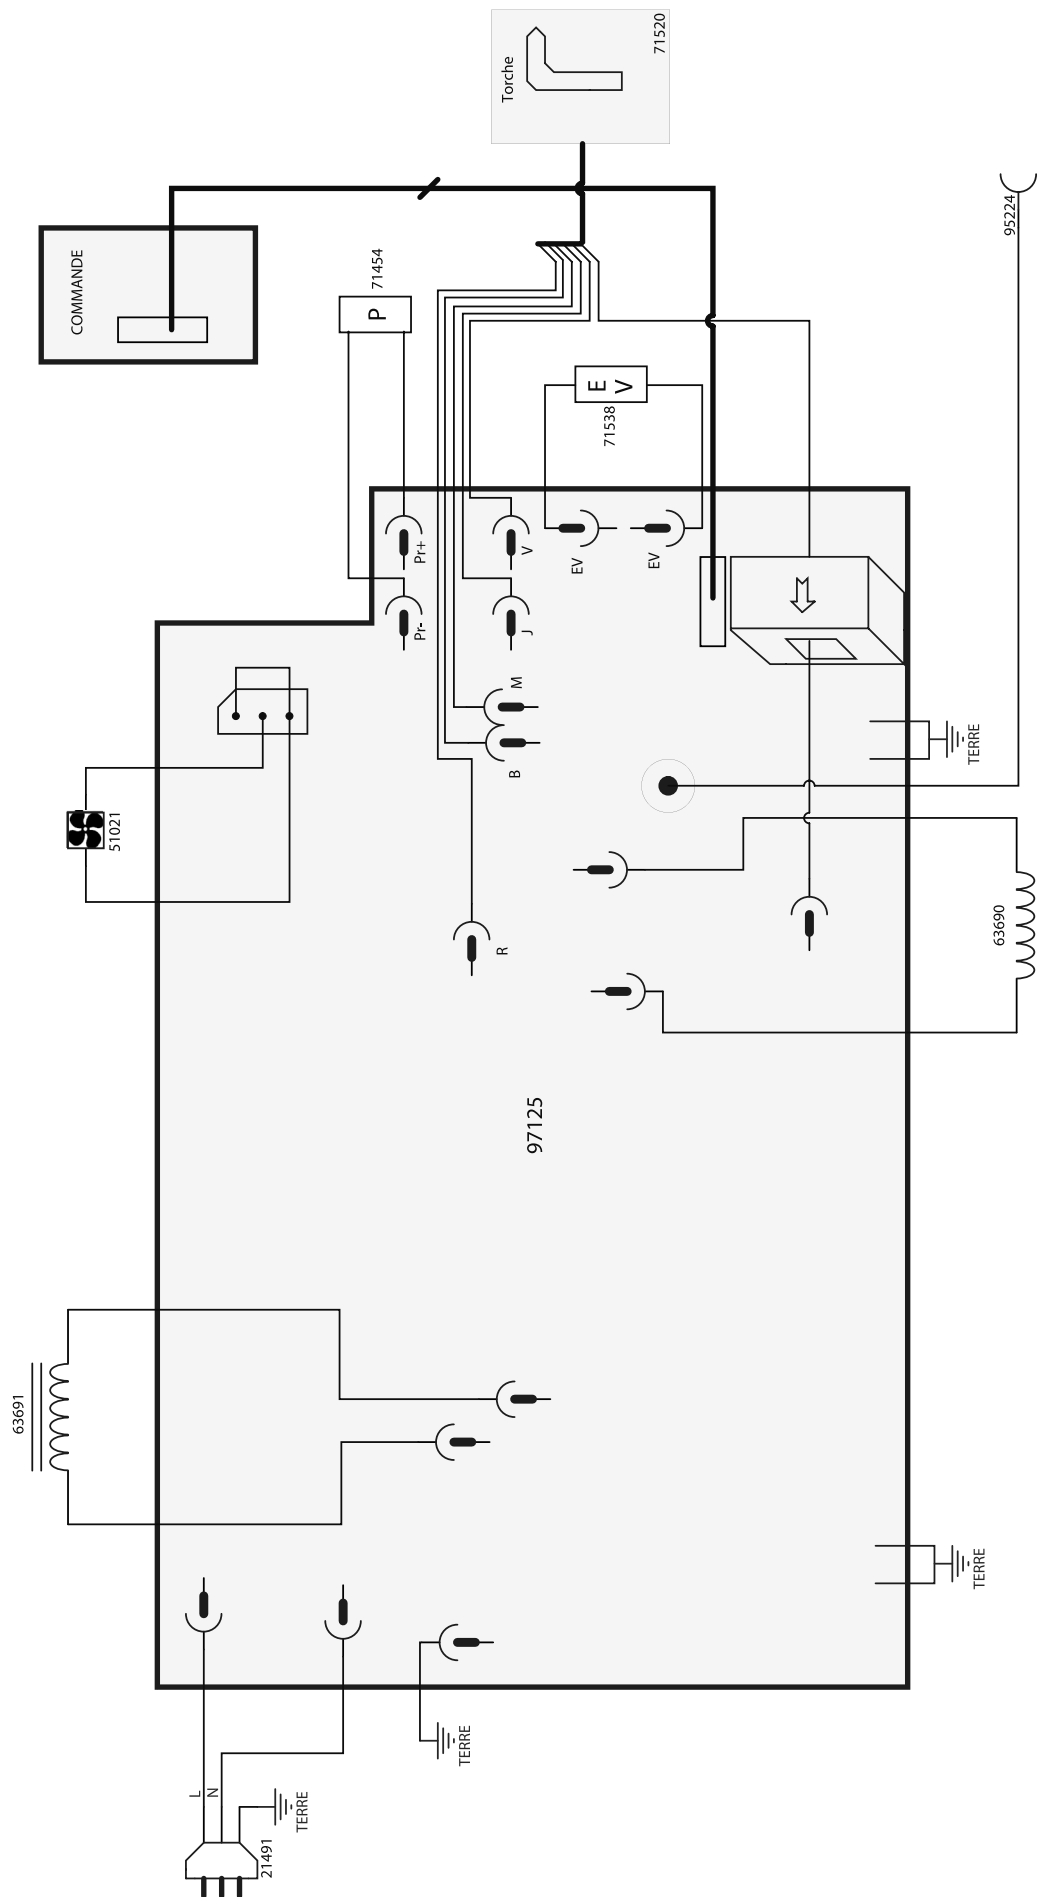 Torche
71520
COMMANDE
71454
P
95224
E
V
71538
Pr+
V
EV
EV
Pr-
J
M
B
TERRE
51021
R
63690
97125
63691
TERRE
TERRE
L
N
TERRE
21491